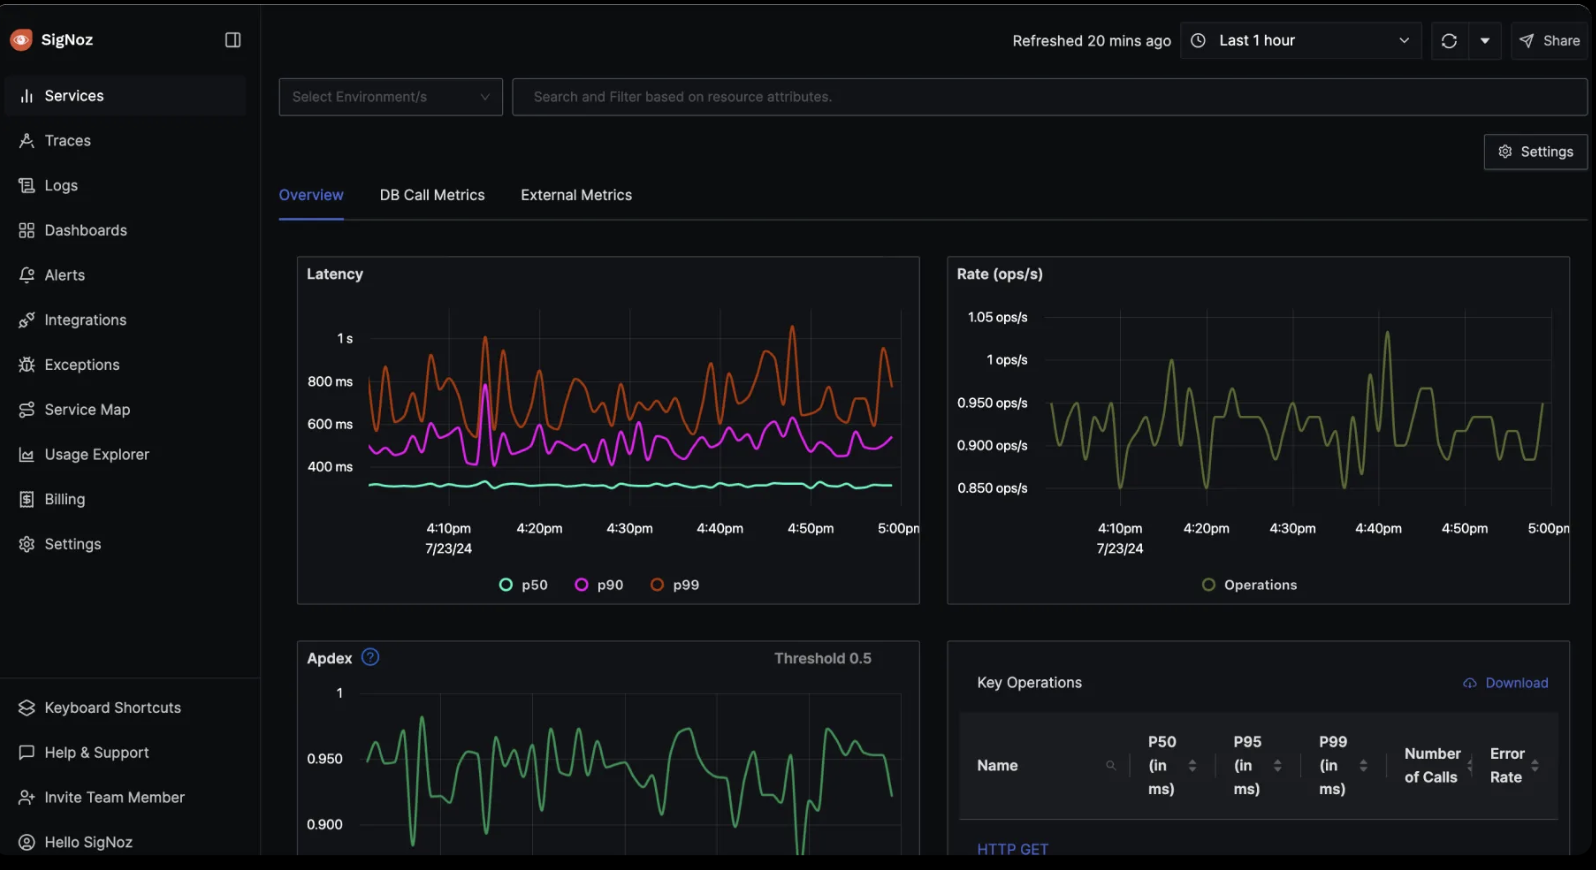 SigNoz
Refreshed 20 mins ago
Last 1 hour
Share
Services
Traces
Logs
Dashboards
Alerts
Integrations
Exceptions
Service Map
Usage Explorer
Billing
Settings
Keyboard Shortcuts
Help & Support
Invite Team Member
Hello SigNoz
Select Environment/s
Search and Filter based on resource attributes.
Settings
Overview
DB Call Metrics
External Metrics
Latency
1 s
800 ms
600 ms
400 ms
4:10pm 4:20pm 4:30pm 4:40pm 4:50pm 5:00pm
7/23/24
p50 p90 p99
Rate (ops/s)
1.05 ops/s
1 ops/s
0.950 ops/s
0.900 ops/s
0.850 ops/s
4:10pm 4:20pm 4:30pm 4:40pm 4:50pm 5:00pm
7/23/24
Operations
Apdex ?
Threshold 0.5
1
0.950
0.900
Key Operations
Download
Name
P50
(in
ms)
P95
(in
ms)
P99
(in
ms)
Number
of Calls
Error
Rate
HTTP GET